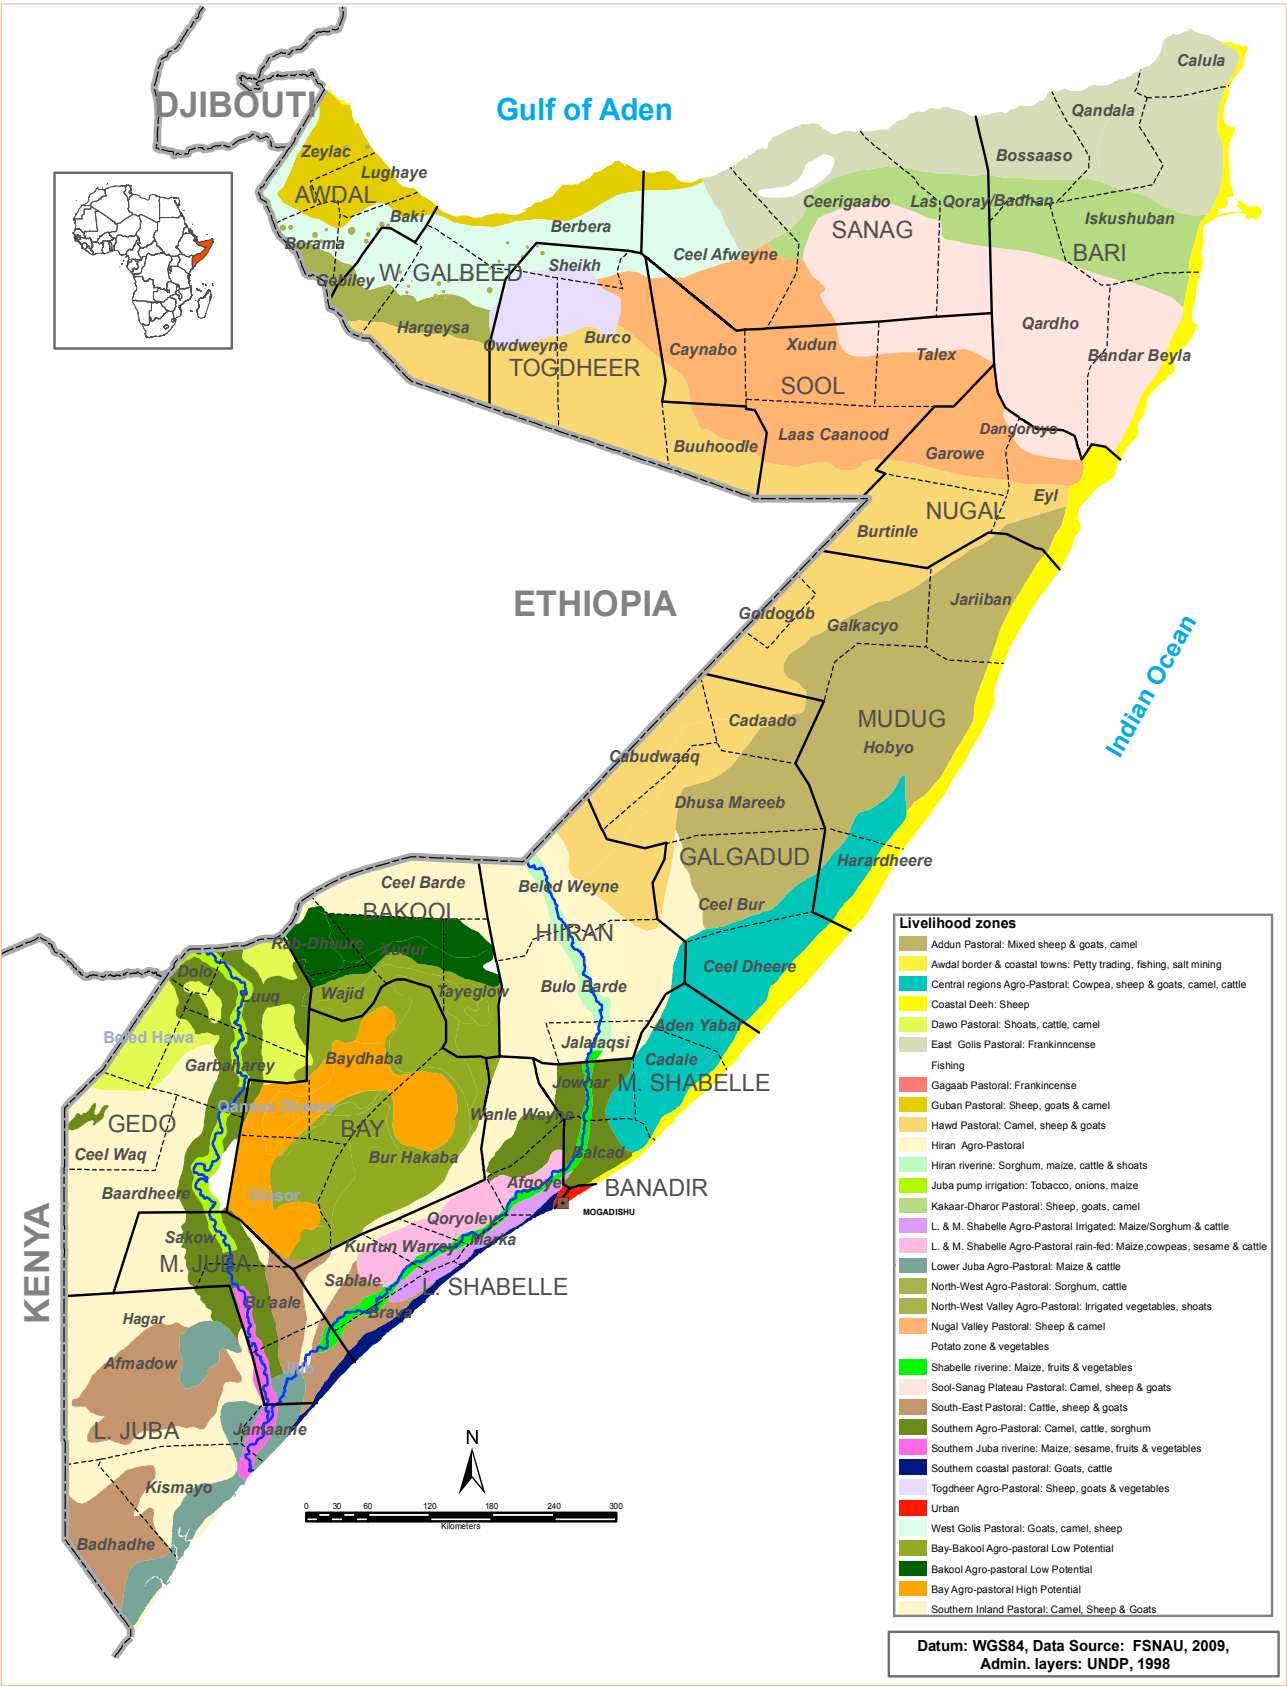 Calula
DJIBOUTI
Gulf of Aden
Qandala
Zeylac
Bossaaso
Lughaye
AWDAL
Ceerigaabo
Las Qoray/Badhan
Baki
Iskushuban
Berbera
SANAG
Borama
Ceel Afweyne
BARI
W. GALBEED
Sheikh
Gebiley
Hargeysa
Qardho
Owdweyne
Burco
Caynabo
Xudun
Talex
Bandar Beyla
TOGDHEER
SOOL
Dangoroyo
Buuhoodle
Laas Caanood
Garowe
Eyl
NUGAL
Burtinle
ETHIOPIA
Jariiban
Goldogob
Galkacyo
Indian Ocean
Cadaado
MUDUG
Hobyo
Cabudwaaq
Dhusa Mareeb
GALGADUD
Harardheere
Ceel Barde
Beled Weyne
BAKOOL
Ceel Bur
HIIRAN
Rab-Dhuure
Xudur
Dolo
Ceel Dheere
Luuq
Wajid
Tayeglow
Bulo Barde
Aden Yabal
Beled Hawa
Jalalaqsi
Garbaharey
Baydhaba
Cadale
Jowhar
M. SHABELLE
Qansax Dheere
Wanle Weyne
GEDO
BAY
Ceel Waq
Bur Hakaba
Balcad
Baardheere
Dinsor
Afgoye
BANADIR
MOGADISHU
KENYA
Qoryoley
Sakow
Kurtun Warrey
Marka
M. JUBA
Sablale
L. SHABELLE
Bu'aale
Brava
Hagar
Afmadow
Jilib
L. JUBA
Jamaame
Kismayo
Badhadhe
N
0 30 60 120 180 240 300
Kilometers
Livelihood zones
Addun Pastoral: Mixed sheep & goats, camel
Awdal border & coastal towns: Petty trading, fishing, salt mining
Central regions Agro-Pastoral: Cowpea, sheep & goats, camel, cattle
Coastal Deeh: Sheep
Dawo Pastoral: Shoats, cattle, camel
East Golis Pastoral: Frankinncense
Fishing
Gagaab Pastoral: Frankincense
Guban Pastoral: Sheep, goats & camel
Hawd Pastoral: Camel, sheep & goats
Hiran Agro-Pastoral
Hiran riverine: Sorghum, maize, cattle & shoats
Juba pump irrigation: Tobacco, onions, maize
Kakaar-Dharor Pastoral: Sheep, goats, camel
L. & M. Shabelle Agro-Pastoral Irrigated: Maize/Sorghum & cattle
L. & M. Shabelle Agro-Pastoral rain-fed: Maize,cowpeas, sesame & cattle
Lower Juba Agro-Pastoral: Maize & cattle
North-West Agro-Pastoral: Sorghum, cattle
North-West Valley Agro-Pastoral: Irrigated vegetables, shoats
Nugal Valley Pastoral: Sheep & camel
Potato zone & vegetables
Shabelle riverine: Maize, fruits & vegetables
Sool-Sanag Plateau Pastoral: Camel, sheep & goats
South-East Pastoral: Cattle, sheep & goats
Southern Agro-Pastoral: Camel, cattle, sorghum
Southern Juba riverine: Maize, sesame, fruits & vegetables
Southern coastal pastoral: Goats, cattle
Togdheer Agro-Pastoral: Sheep, goats & vegetables
Urban
West Golis Pastoral: Goats, camel, sheep
Bay-Bakool Agro-pastoral Low Potential
Bakool Agro-pastoral Low Potential
Bay Agro-pastoral High Potential
Southern Inland Pastoral: Camel, Sheep & Goats
Datum: WGS84, Data Source: FSNAU, 2009,
Admin. layers: UNDP, 1998